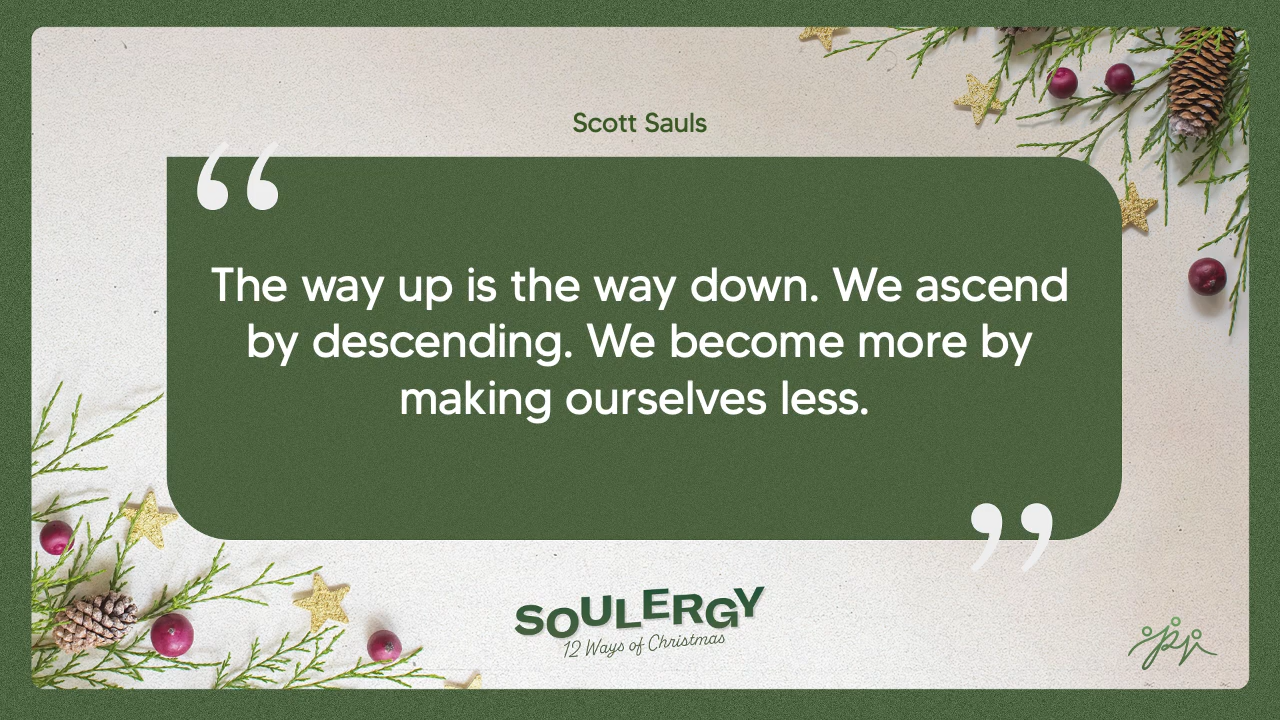 Scott Sauls
The way up is the way down. We ascend
by descending. We become more by
making ourselves less.
SOULERGY
12 Ways of Christmas